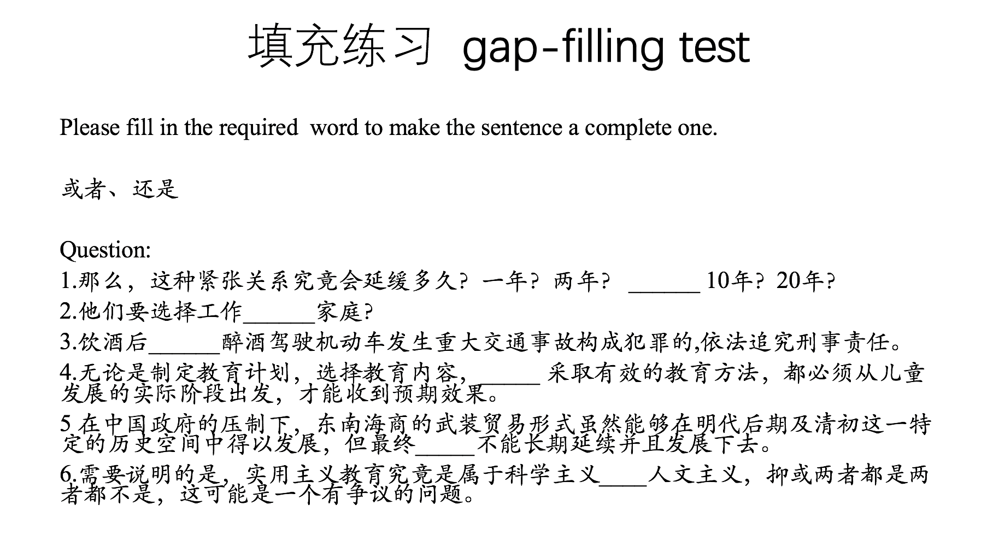 填充练习 gap-filling test
Please fill in the required word to make the sentence a complete one.
或者、还是
Question:
1.那么，这种紧张关系究竟会延缓多久？一年？两年？ ______ 10年？20年？
2.他们要选择工作______家庭？
3.饮酒后______醉酒驾驶机动车发生重大交通事故构成犯罪的,依法追究刑事责任。
4.无论是制定教育计划，选择教育内容，_____ 采取有效的教育方法，都必须从儿童
发展的实际阶段出发，才能收到预期效果。
5 在中国政府的压制下，东南海商的武装贸易形式虽然能够在明代后期及清初这一特
定的历史空间中得以发展，但最终_____不能长期延续并且发展下去。
6.需要说明的是，实用主义教育究竟是属于科学主义____人文主义，抑或两者都是两
者都不是，这可能是一个有争议的问题。